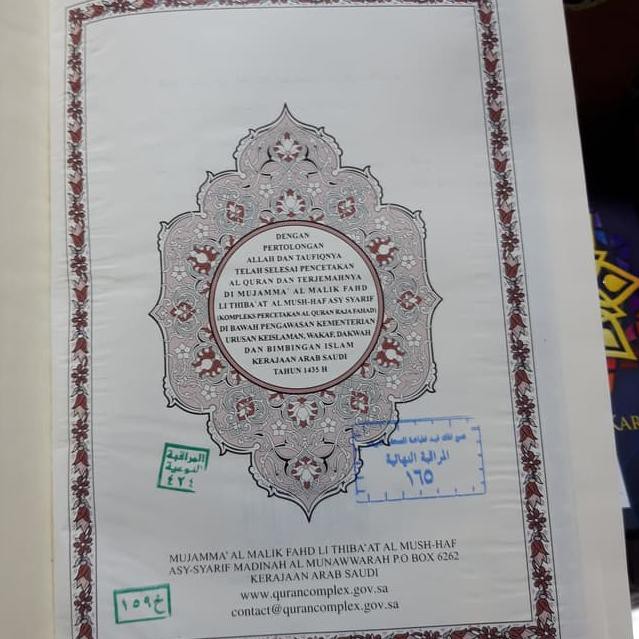 DENGAN
PERTOLONGAN
ALLAH DAN TAUFIQNYA
TELAH SELESAI PENCETAKAN
AL QURAN DAN TERJEMAHNYA
DI MUJAMMA' AL MALIK FAHD
LI THIBA'AT AL MUSH-HAF ASY SYARIF
(KOMPLEKS PERCETAKAN AL QURAN RAJA FAHAD)
DI BAWAH PENGAWASAN KEMENTERIAN
URUSAN KEISLAMAN, WAKAF, DAKWAH
DAN BIMBINGAN ISLAM
KERAJAAN ARAB SAUDI
TAHUN 1435 H
المراقبة
النوعية
٤٢٤
المراقبة النهائية
١٦٥
MUJAMMA' AL MALIK FAHD LI THIBA'AT AL MUSH-HAF
ASY-SYARIF MADINAH AL MUNAWWARAH P.O BOX 6262
KERAJAAN ARAB SAUDI
www.qurancomplex.gov.sa
contact@qurancomplex.gov.sa
خ ١٥٩